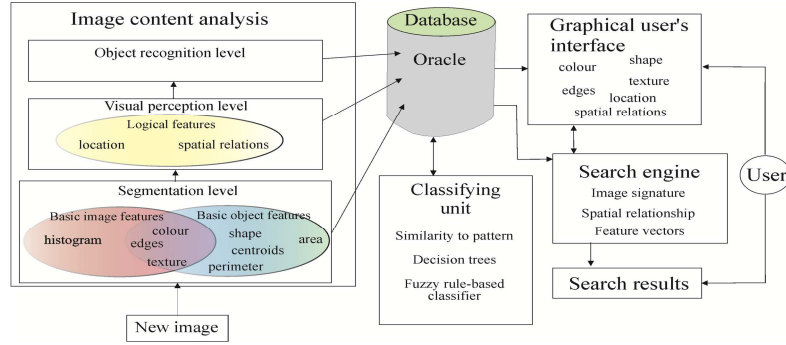 Image content analysis
Object recognition level
Visual perception level
Logical features
location spatial relations
Segmentation level
Basic image features Basic object features
histogram
colour
edges
texture
shape
centroids
perimeter
area
New image
Database
Oracle
Classifying
unit
Similarity to pattern
Decision trees
Fuzzy rule-based
classifier
Graphical user's
interface
colour
shape
edges
texture
location
spatial relations
Search engine
Image signature
Spatial relationship
Feature vectors
Search results
User